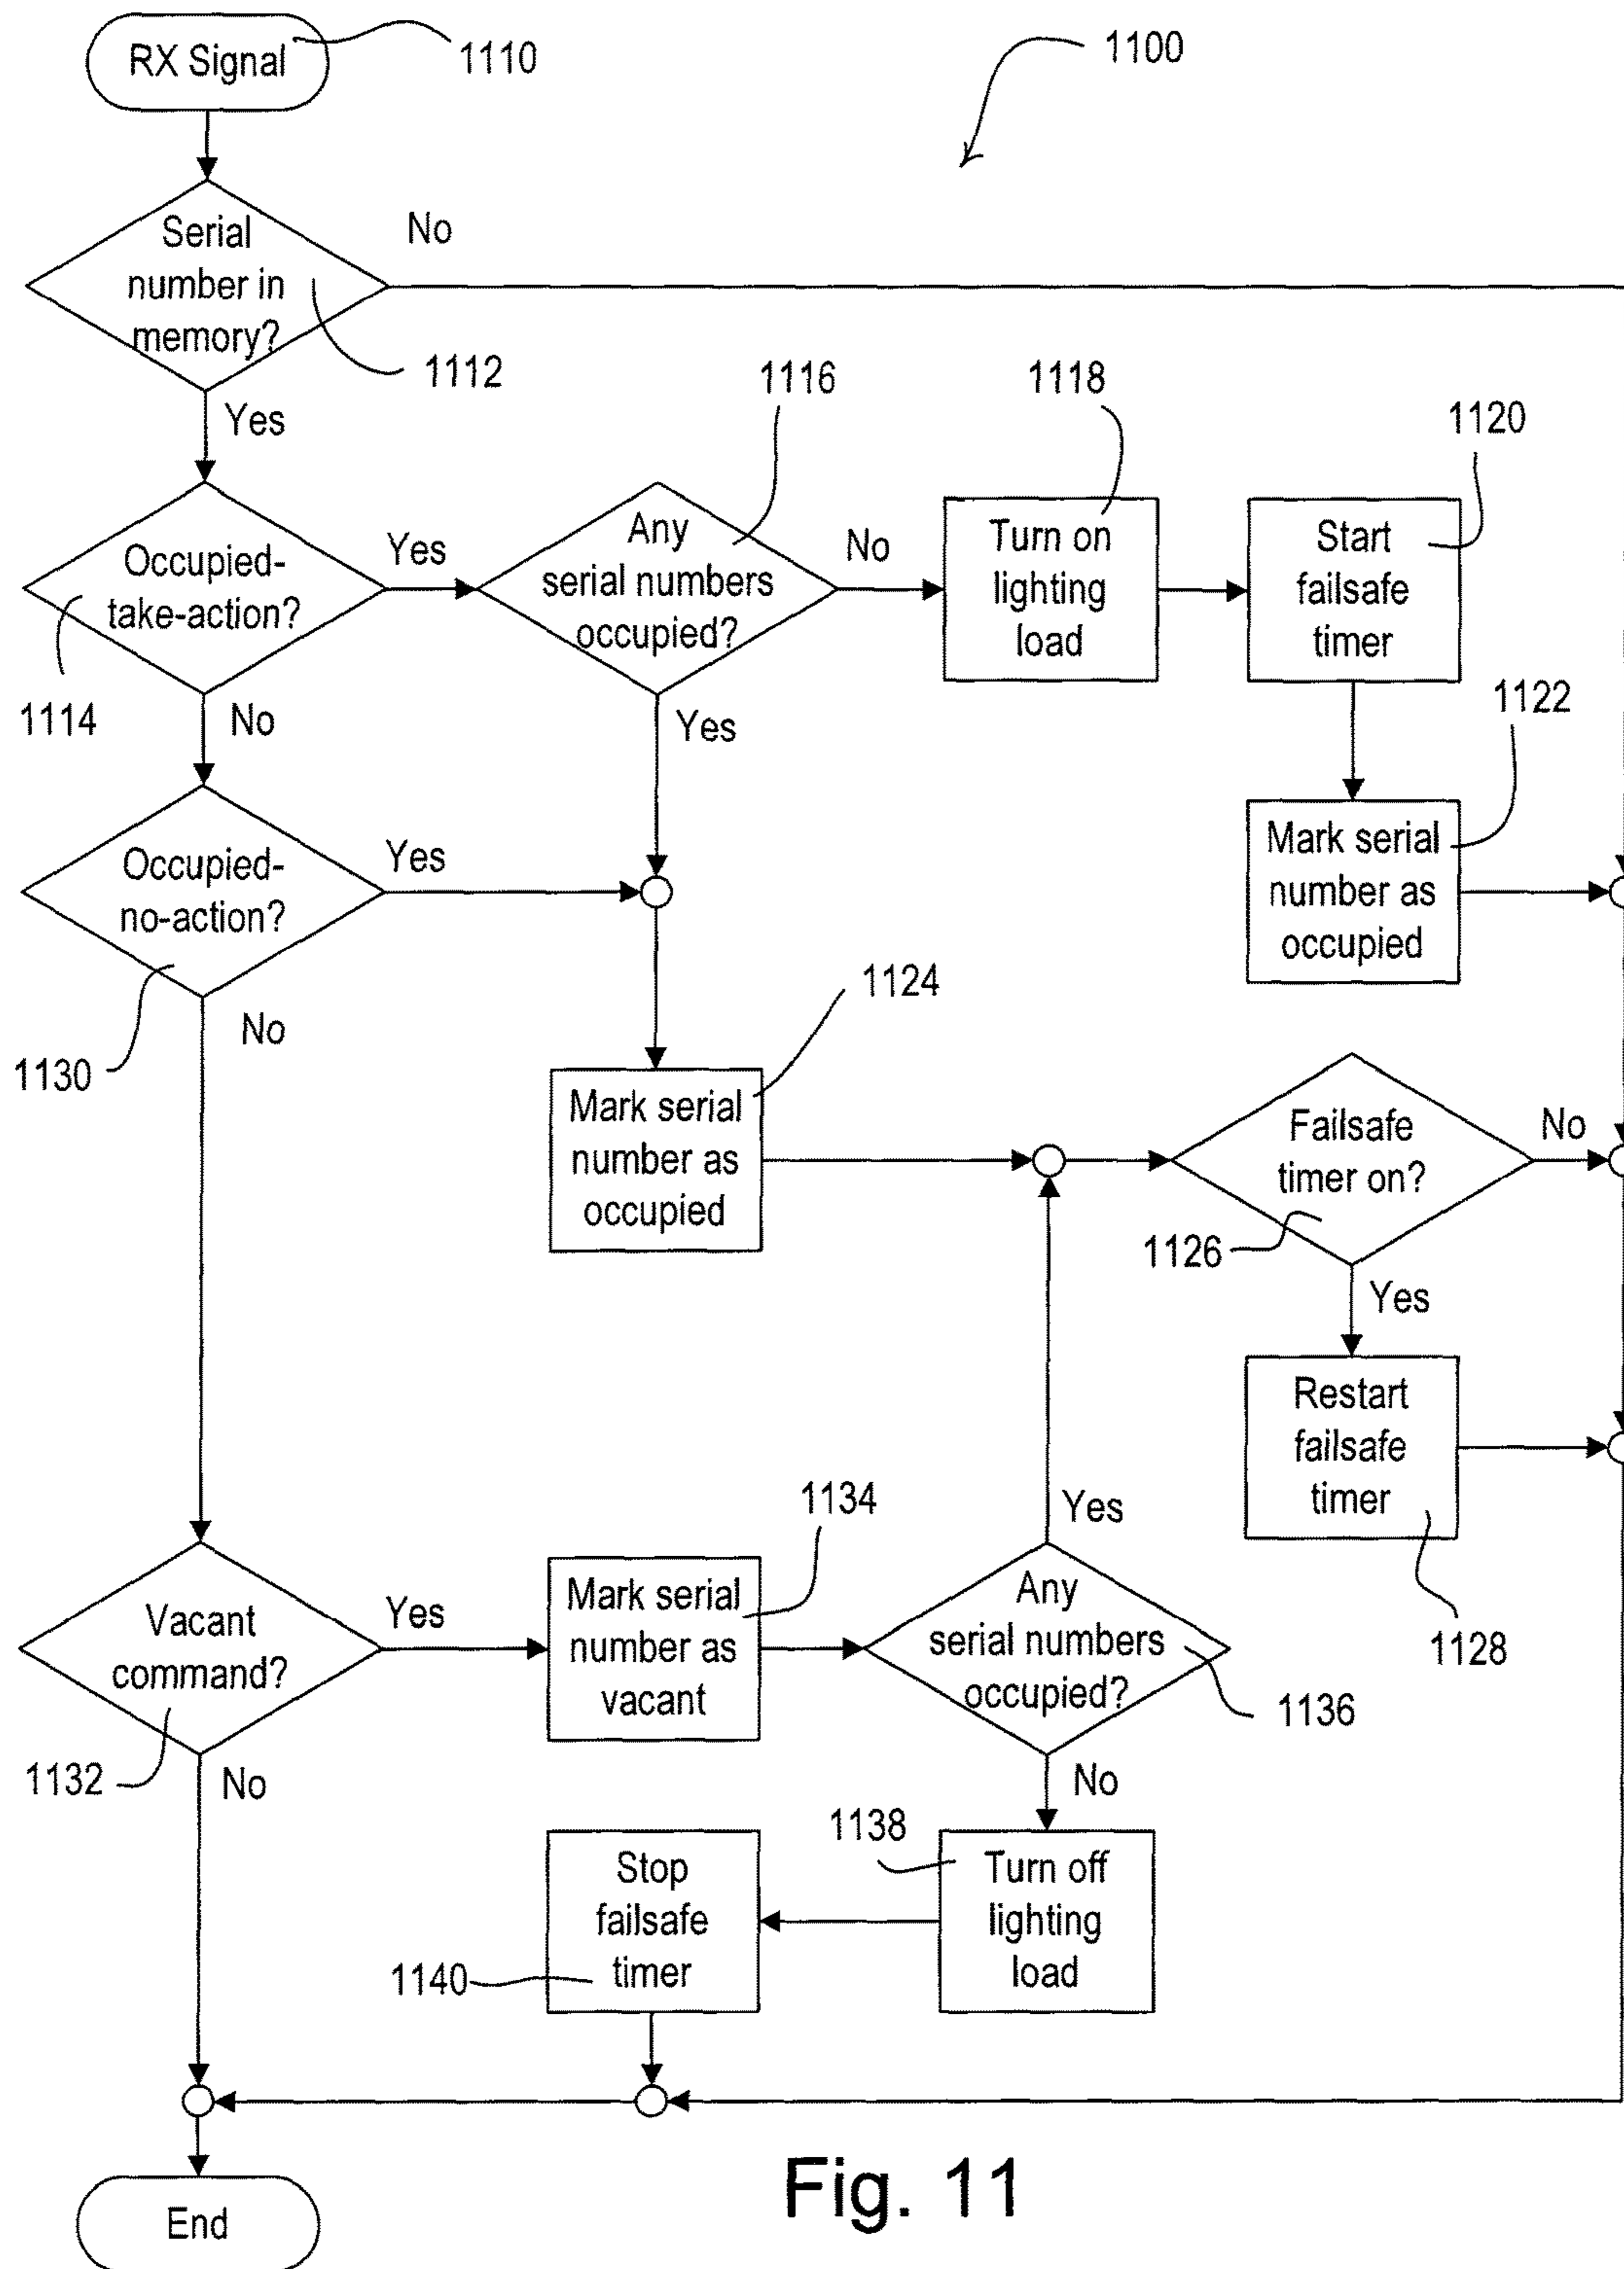 RX Signal
1110
1100
Serial
number in
memory?
No
1112
Yes
1116
1118
1120
Occupied-
take-action?
Yes
Any
serial numbers
occupied?
No
Turn on
lighting
load
Start
failsafe
timer
1114
No
Yes
1122
Occupied-
no-action?
Yes
Mark serial
number as
occupied
1130
No
1124
Mark serial
number as
occupied
Failsafe
timer on?
No
1126
Yes
Restart
failsafe
timer
1128
Vacant
command?
Yes
1134
Mark serial
number as
vacant
Yes
Any
serial numbers
occupied?
1136
1132
No
No
1138
Turn off
lighting
load
Stop
failsafe
timer
1140
End
Fig. 11